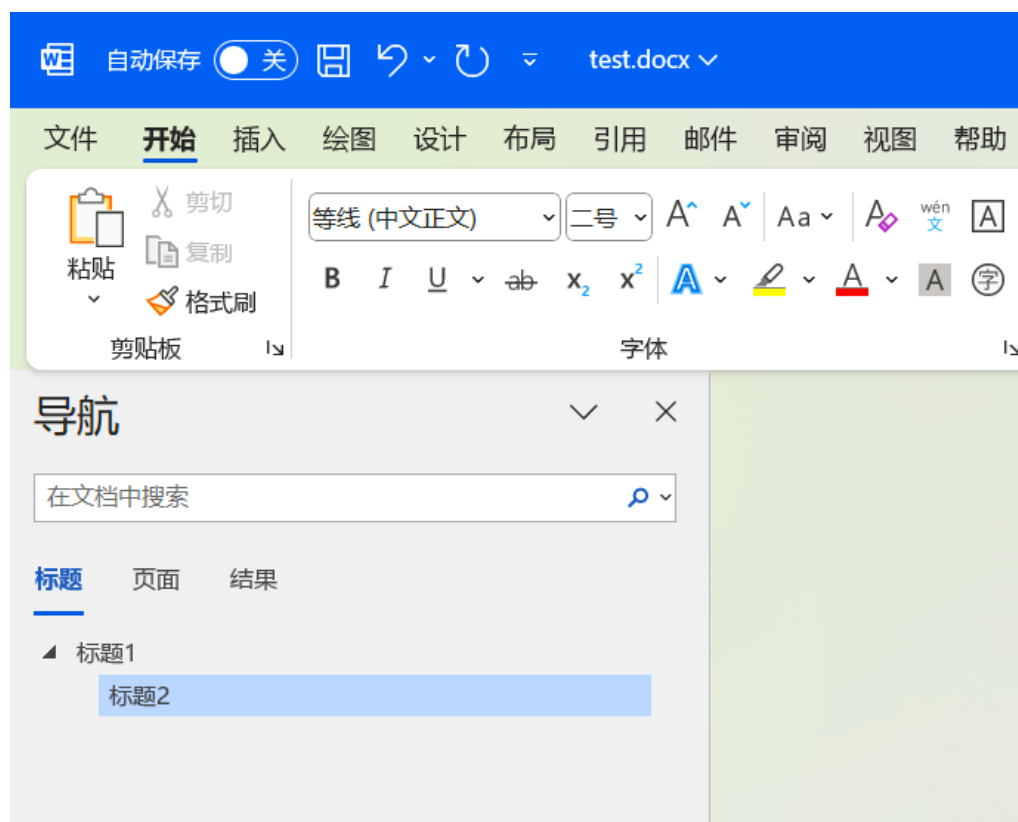 自动保存 关 test.docx
文件 开始 插入 绘图 设计 布局 引用 邮件 审阅 视图 帮助
剪切
等线 (中文正文) 二号 A A Aa A wén 文 A
粘贴 复制
B I U ab x₂ x² A A A 字
格式刷
剪贴板 字体
导航
在文档中搜索
标题 页面 结果
标题1
标题2